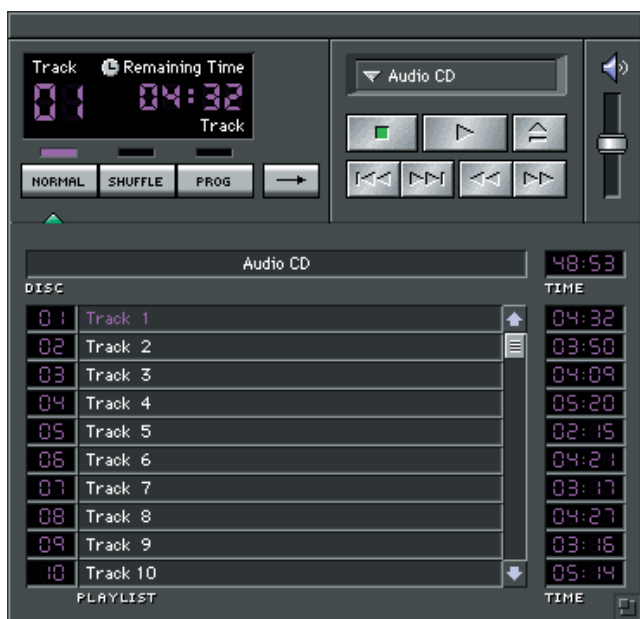 Track Remaining Time
01 04:32
Track
NORMAL SHUFFLE PROG
Audio CD
Audio CD 48:53
DISC TIME
01 Track 1 04:32
02 Track 2 03:50
03 Track 3 04:09
04 Track 4 05:20
05 Track 5 02:15
06 Track 6 04:21
07 Track 7 03:17
08 Track 8 04:27
09 Track 9 03:16
10 Track 10 05:14
PLAYLIST TIME